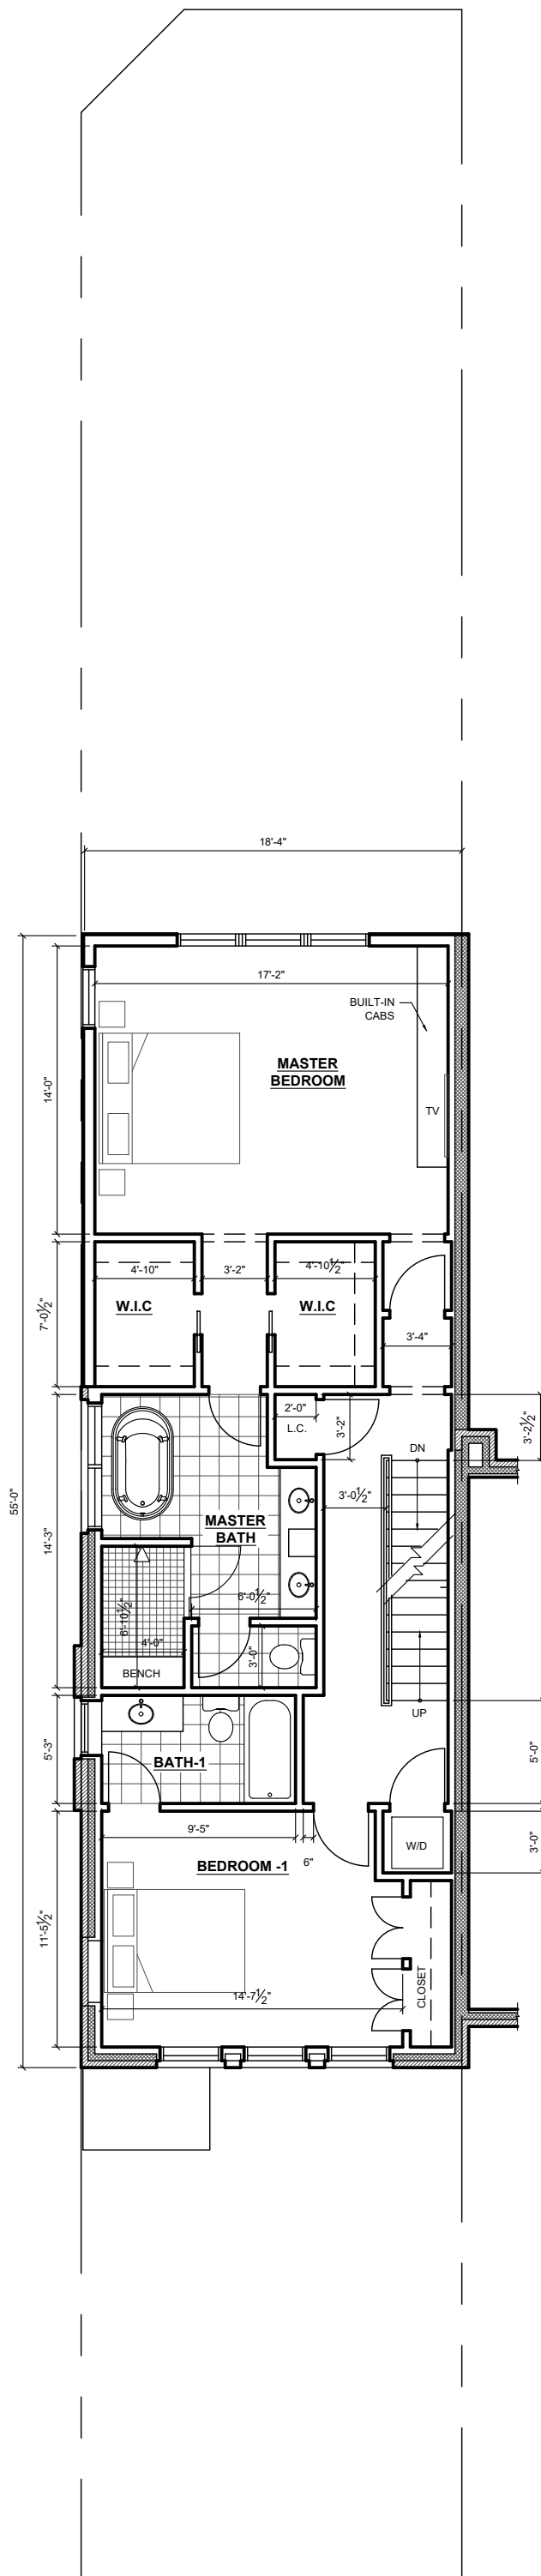 18'-4"
17'-2"
BUILT-IN
CABS
MASTER
BEDROOM
TV
14'-0"
4'-10"
3'-2"
4'-10½"
W.I.C
W.I.C
7'-0½"
3'-4"
2'-0"
L.C.
3'-2"
3'-2½"
DN
3'-0½"
55'-0"
14'-3"
MASTER
BATH
6'-10½"
6'-0½"
4'-0"
3'-0"
BENCH
UP
5'-3"
BATH-1
5'-0"
9'-5"
6"
W/D
3'-0"
BEDROOM -1
11'-5½"
14'-7½"
CLOSET